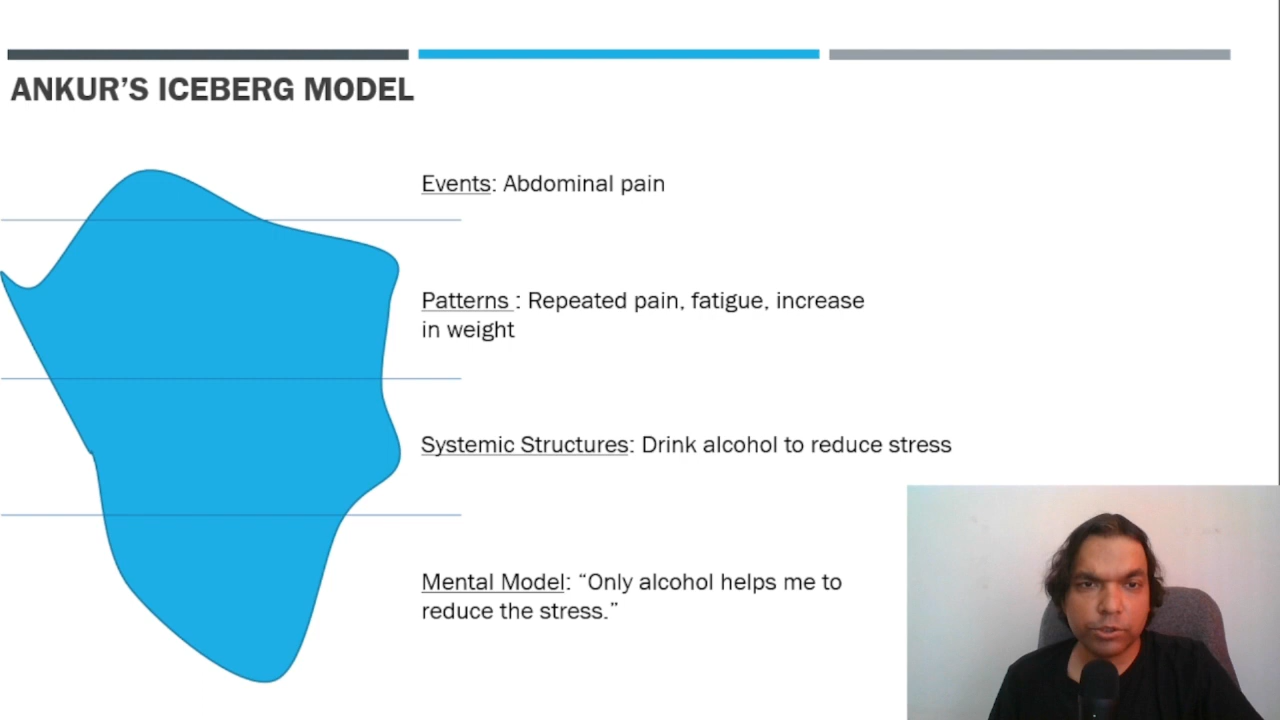 ANKUR’S ICEBERG MODEL
Events: Abdominal pain
Patterns : Repeated pain, fatigue, increase
in weight
Systemic Structures: Drink alcohol to reduce stress
Mental Model: “Only alcohol helps me to
reduce the stress.”